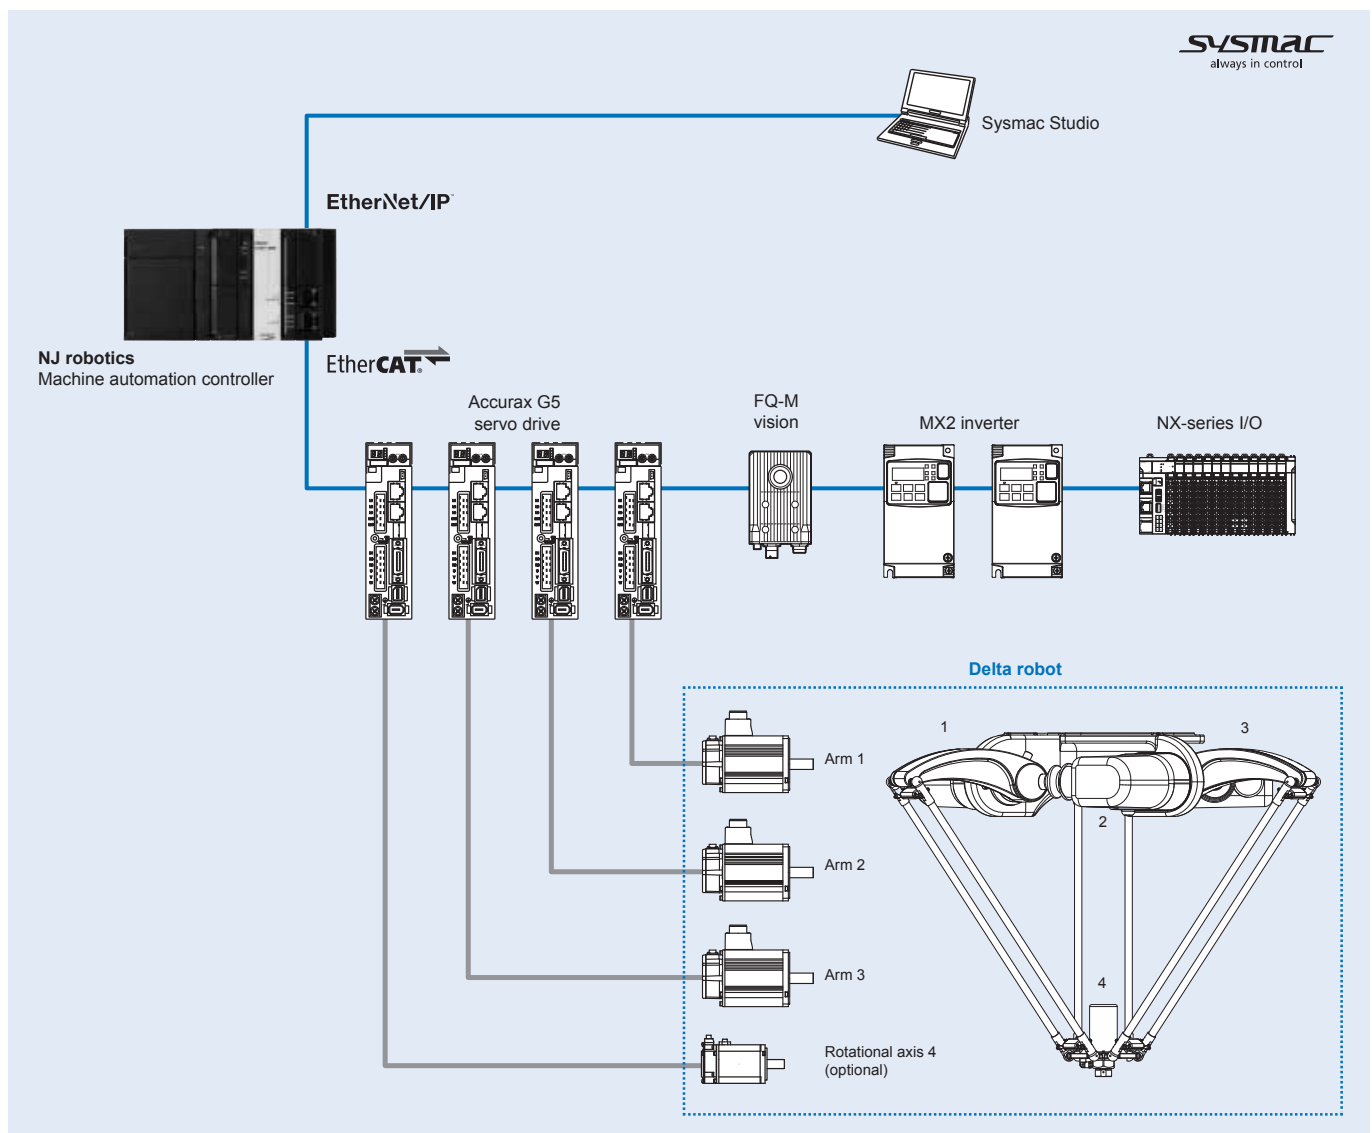 sysmac
always in control
Sysmac Studio
EtherNet/IP™
NJ robotics
Machine automation controller
EtherCAT®
Accurax G5
servo drive
FQ-M
vision
MX2 inverter
NX-series I/O
Delta robot
1
3
Arm 1
2
Arm 2
Arm 3
4
Rotational axis 4
(optional)